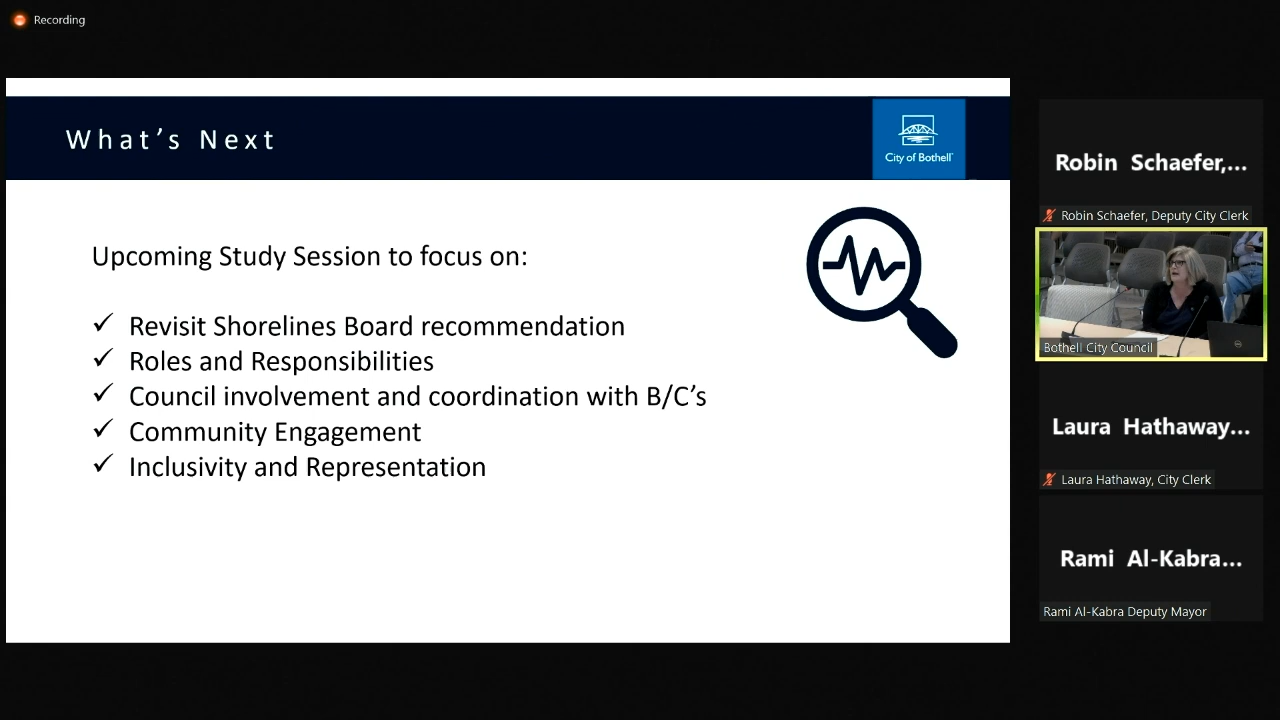 Recording
What's Next
City of Bothell
Upcoming Study Session to focus on:
✓ Revisit Shorelines Board recommendation
✓ Roles and Responsibilities
✓ Council involvement and coordination with B/C’s
✓ Community Engagement
✓ Inclusivity and Representation
Robin Schaefer,...
Robin Schaefer, Deputy City Clerk
Bothell City Council
Laura Hathaway...
Laura Hathaway, City Clerk
Rami Al-Kabra...
Rami Al-Kabra Deputy Mayor